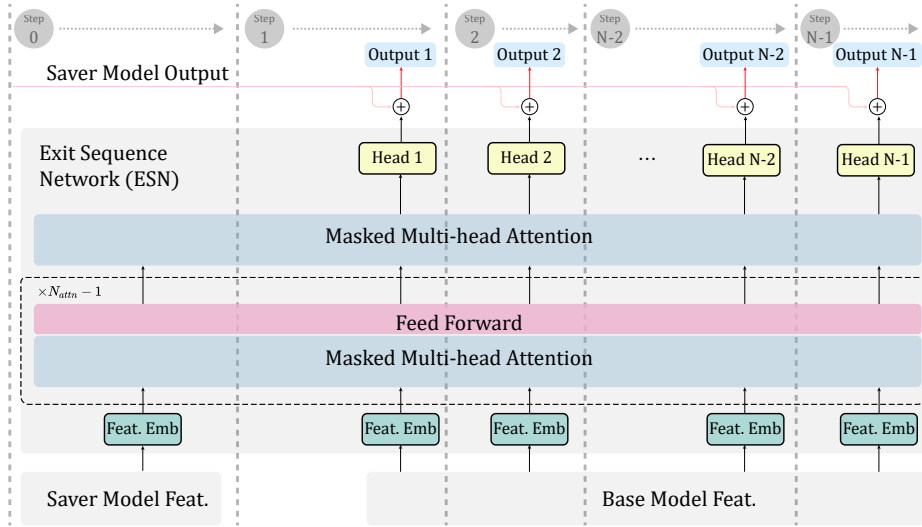 Step 0
Step 1
Step 2
Step N-2
Step N-1
Output 1
Output 2
Output N-2
Output N-1
Saver Model Output
Exit Sequence
Network (ESN)
Head 1
Head 2
...
Head N-2
Head N-1
Masked Multi-head Attention
×N_attn − 1
Feed Forward
Masked Multi-head Attention
Feat. Emb
Feat. Emb
Feat. Emb
Feat. Emb
Feat. Emb
Saver Model Feat.
Base Model Feat.